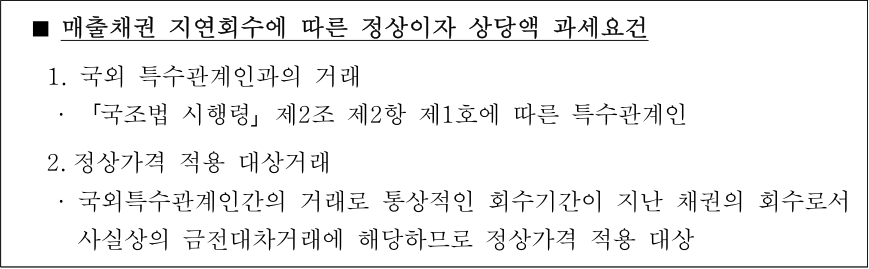 ■ 매출채권 지연회수에 따른 정상이자 상당액 과세요건
1. 국외 특수관계인과의 거래
· 「국조법 시행령」 제2조 제2항 제1호에 따른 특수관계인
2. 정상가격 적용 대상거래
· 국외특수관계인간의 거래로 통상적인 회수기간이 지난 채권의 회수로서
사실상의 금전대차거래에 해당하므로 정상가격 적용 대상